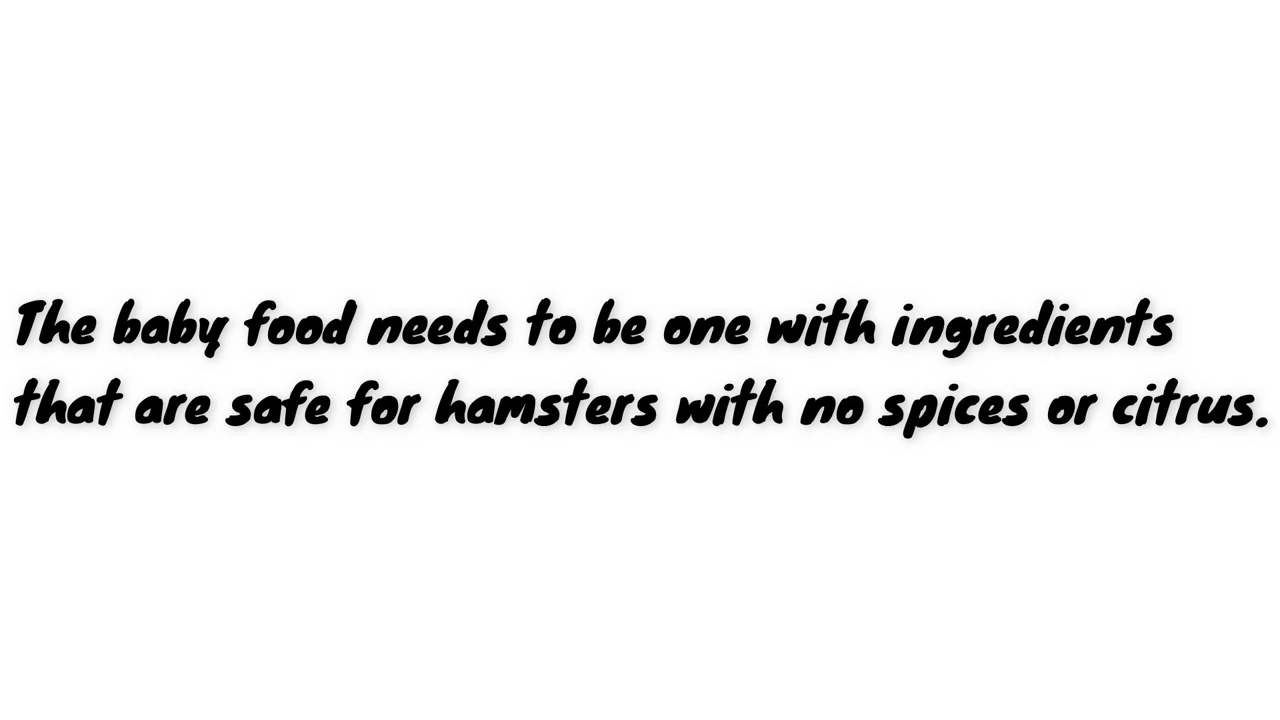 The baby food needs to be one with ingredients
that are safe for hamsters with no spices or citrus.